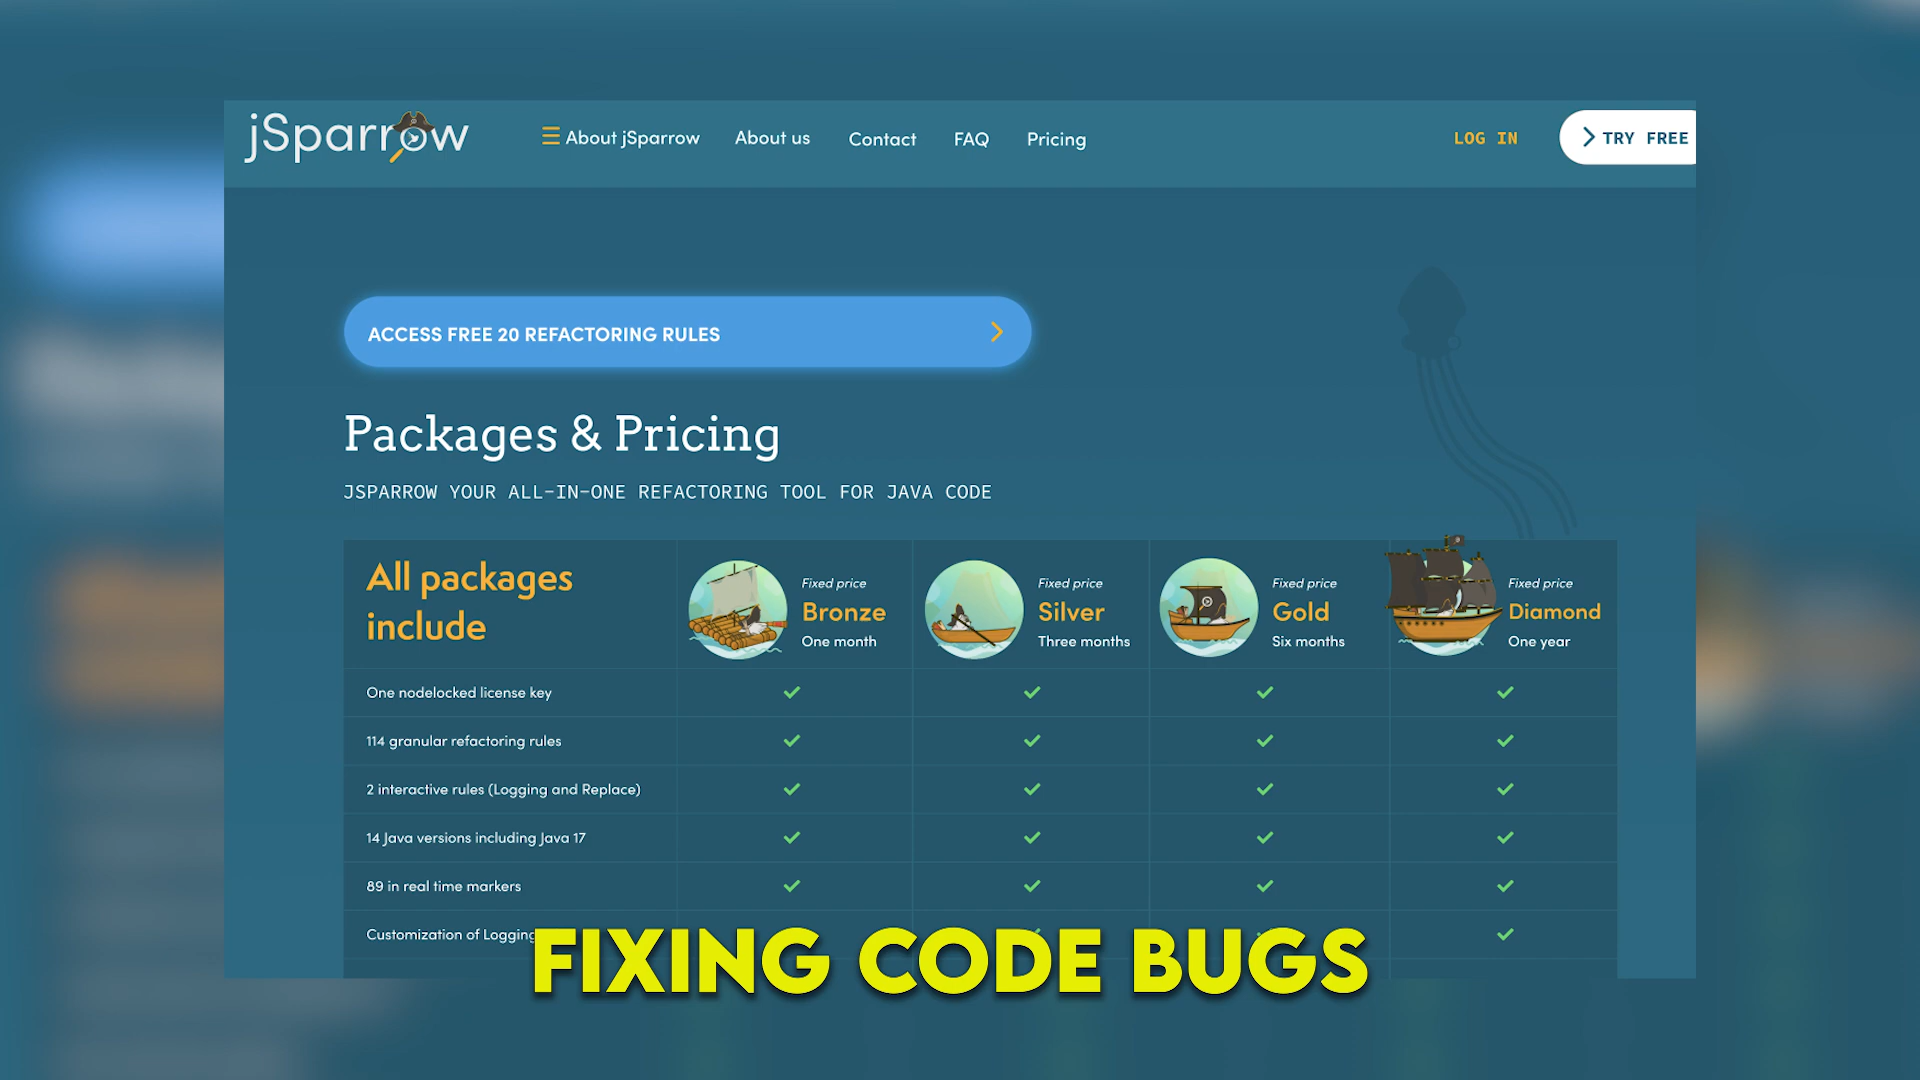 jSparrow
About jSparrow
About us
Contact
FAQ
Pricing
LOG IN
TRY FREE
ACCESS FREE 20 REFACTORING RULES
Packages & Pricing
JSPARROW YOUR ALL-IN-ONE REFACTORING TOOL FOR JAVA CODE
All packages
include
Fixed price
Bronze
One month
Fixed price
Silver
Three months
Fixed price
Gold
Six months
Fixed price
Diamond
One year
One nodelocked license key
114 granular refactoring rules
2 interactive rules (Logging and Replace)
14 Java versions including Java 17
89 in real time markers
Customization of Logging
FIXING CODE BUGS